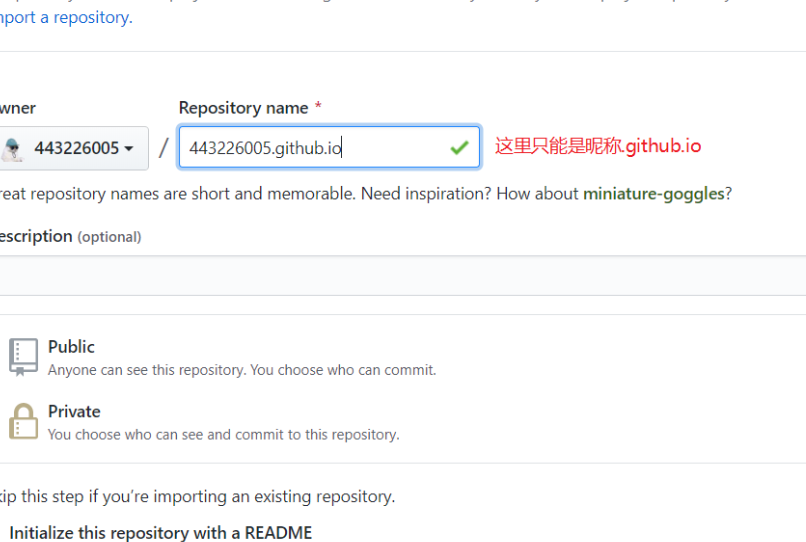 mport a repository.
wner Repository name *
443226005 / 443226005.github.io 这里只能是昵称.github.io
reat repository names are short and memorable. Need inspiration? How about miniature-goggles?
escription (optional)
Public
Anyone can see this repository. You choose who can commit.
Private
You choose who can see and commit to this repository.
kip this step if you’re importing an existing repository.
Initialize this repository with a README